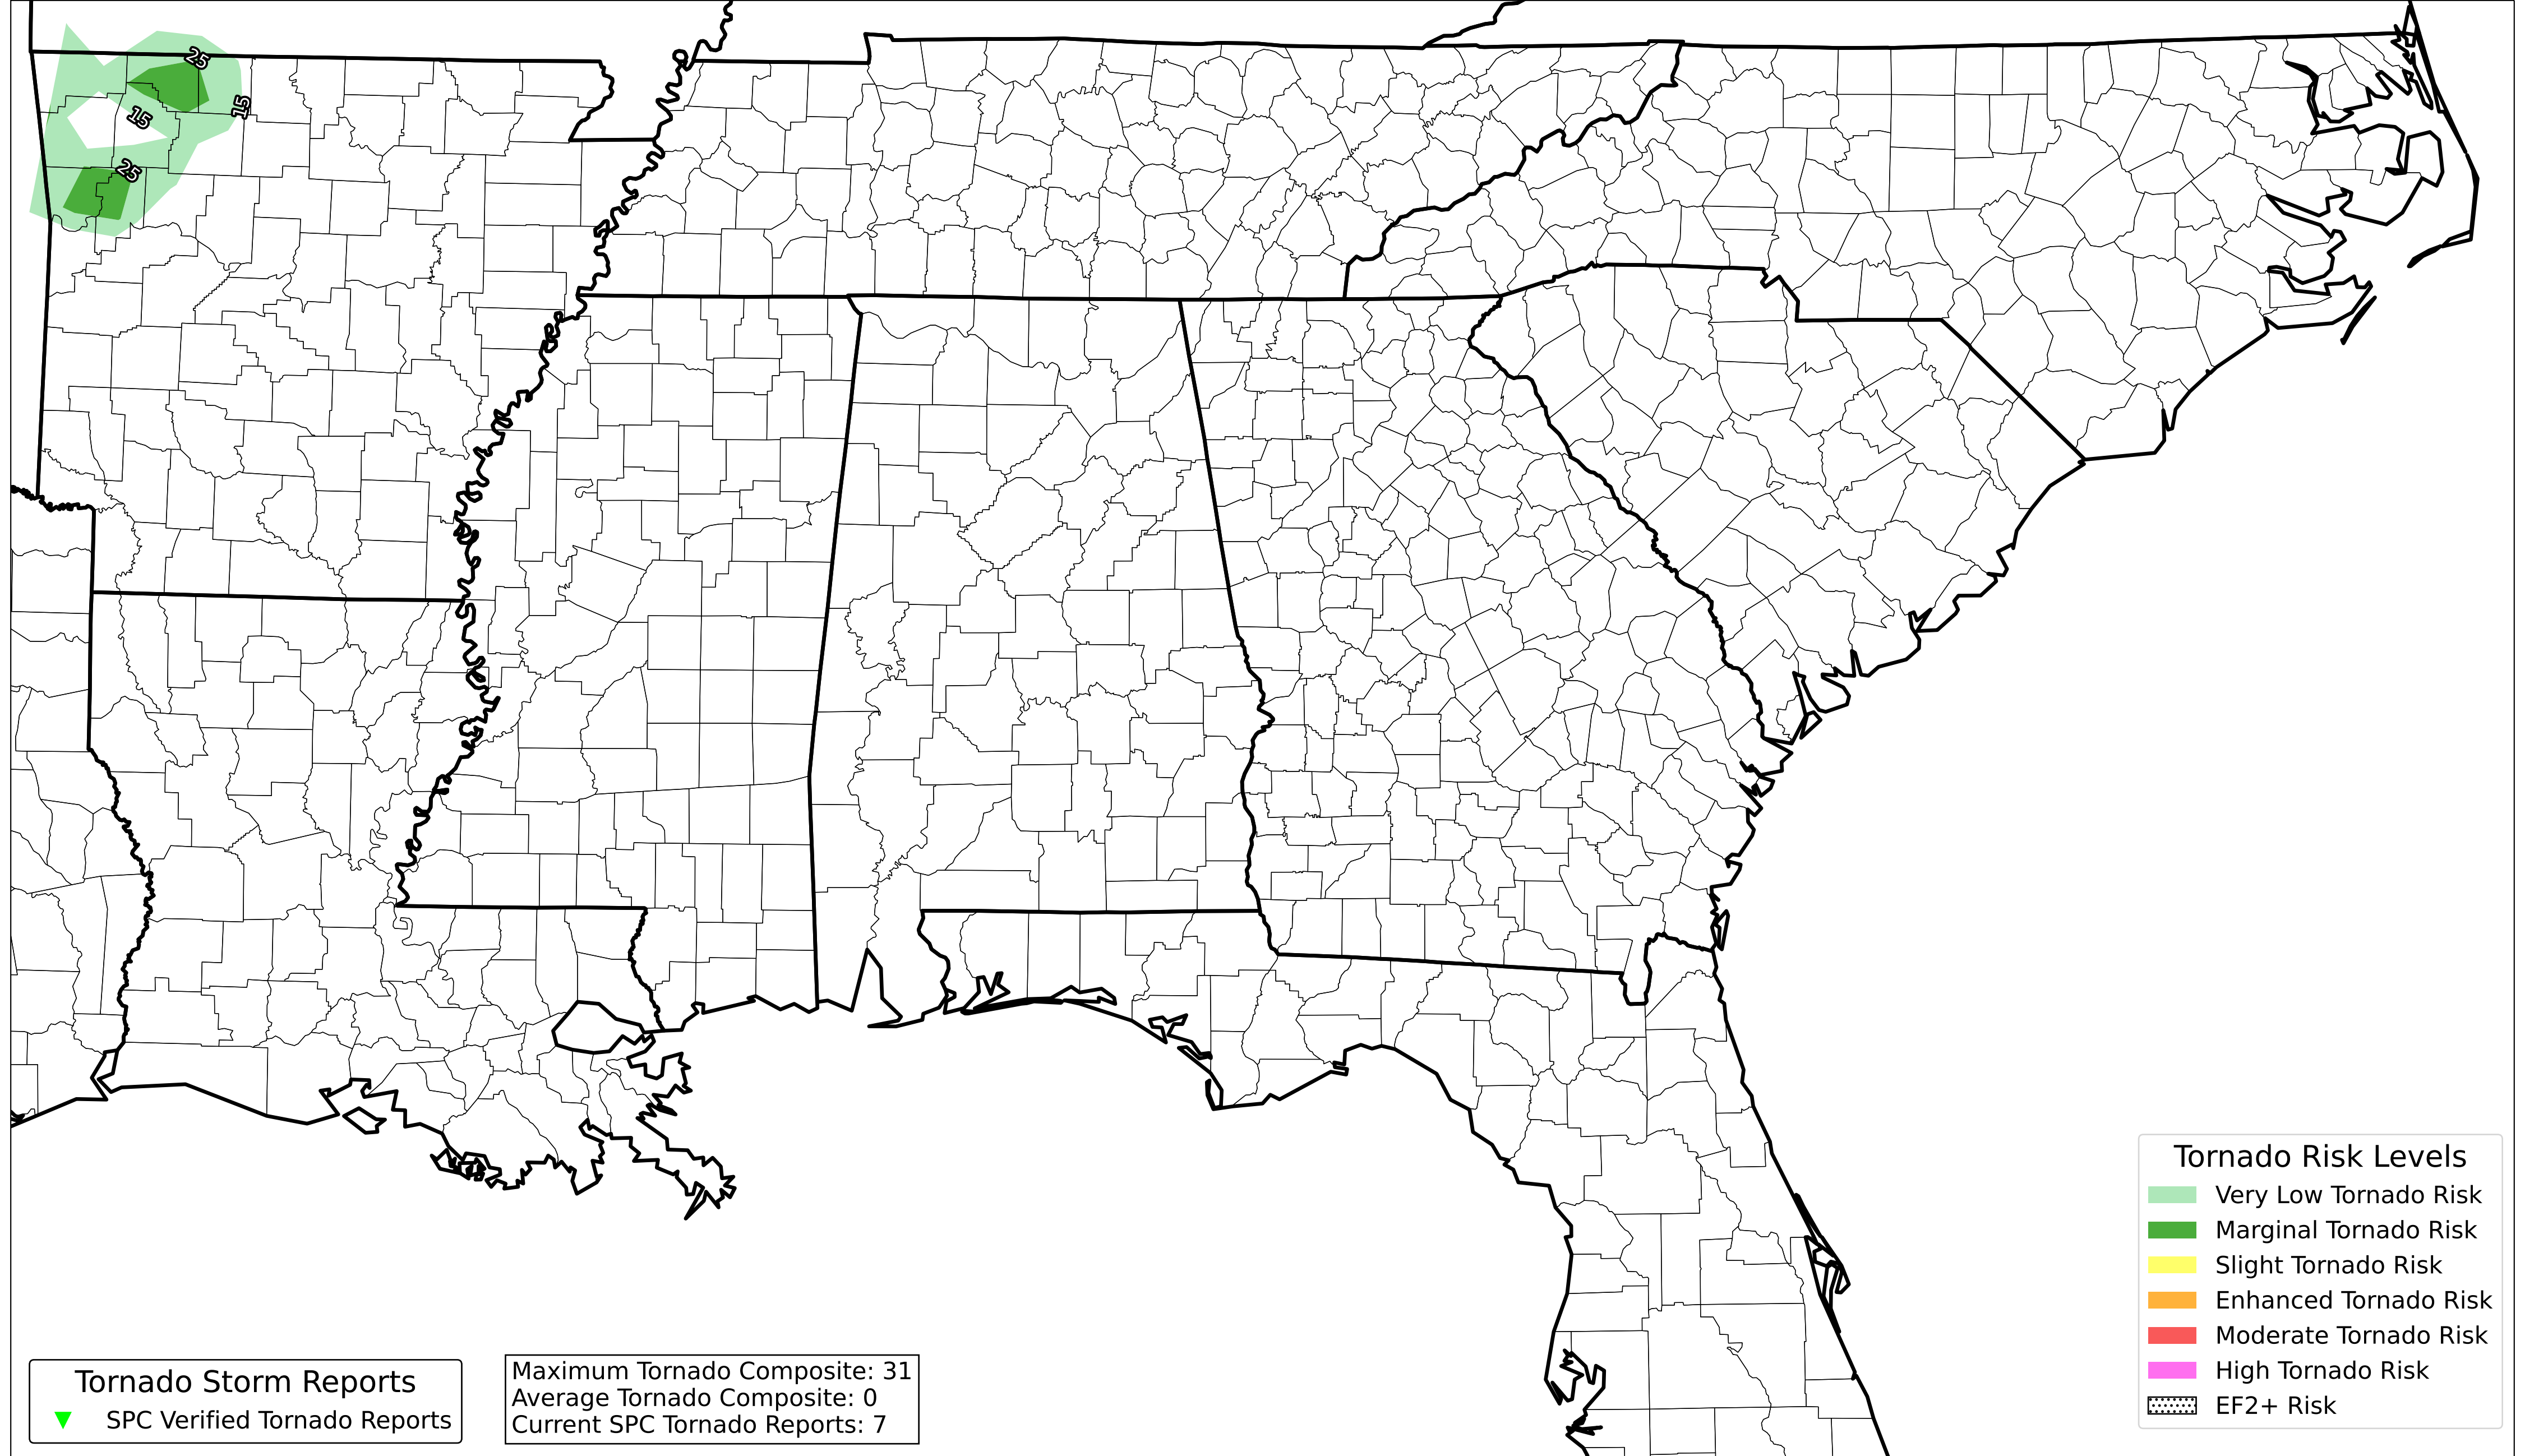 25
15
15
25
Tornado Risk Levels
Very Low Tornado Risk
Marginal Tornado Risk
Slight Tornado Risk
Enhanced Tornado Risk
Moderate Tornado Risk
High Tornado Risk
EF2+ Risk
Tornado Storm Reports
SPC Verified Tornado Reports
Maximum Tornado Composite: 31
Average Tornado Composite: 0
Current SPC Tornado Reports: 7